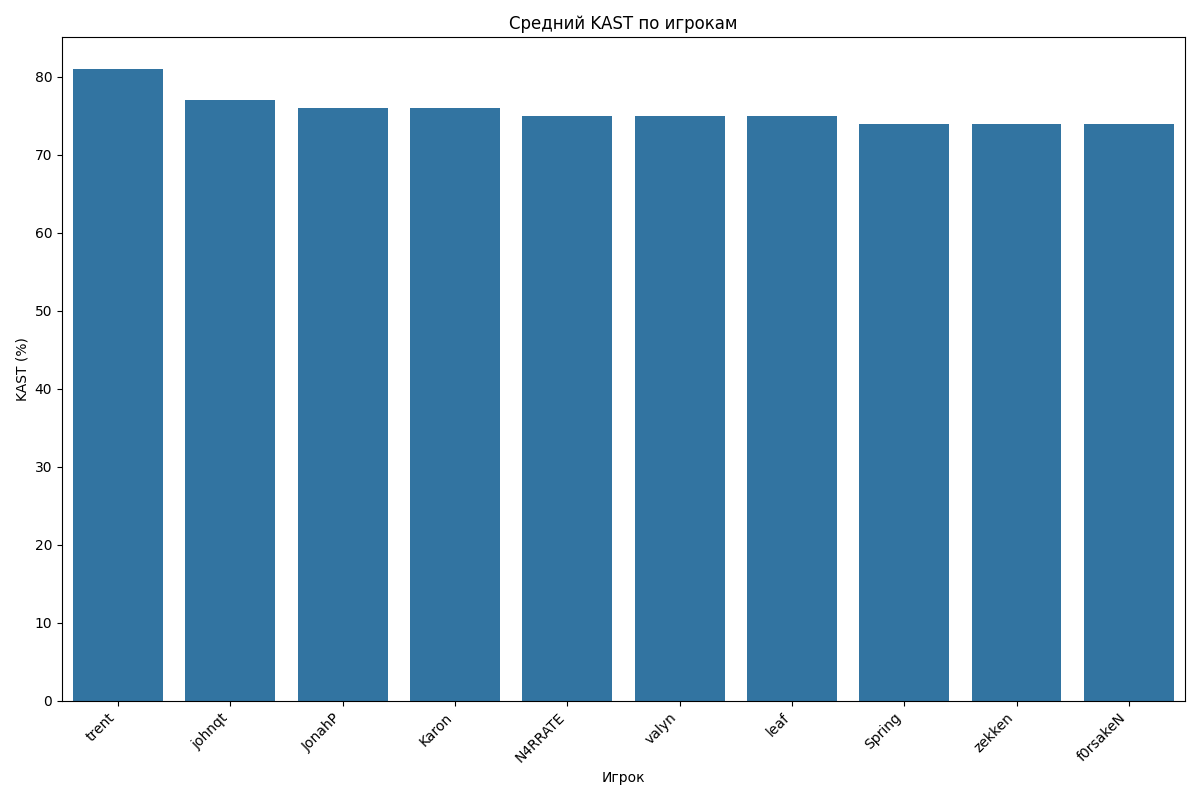 Средний KAST по игрокам
KAST (%)
80
70
60
50
40
30
20
10
0
trent
johnqt
JonahP
Karon
N4RRATE
valyn
leaf
Spring
zekken
f0rsakeN
Игрок